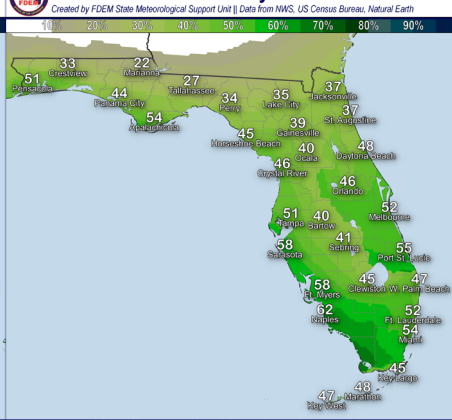 FDEM
Created by FDEM State Meteorological Support Unit || Data from NWS, US Census Bureau, Natural Earth
10% 20% 30% 40% 50% 60% 70% 80% 90%
33
Crestview
22
Marianna
51
Pensacola
44
Panama City
27
Tallahassee
34
Perry
35
Lake City
37
Jacksonville
37
St. Augustine
54
Apalachicola
45
Horseshoe Beach
39
Gainesville
40
Ocala
48
Daytona Beach
46
Crystal River
46
Orlando
51
Tampa
40
Bartow
52
Melbourne
58
Sarasota
41
Sebring
55
Port St. Lucie
58
Ft. Myers
45
Clewiston
47
W. Palm Beach
62
Naples
52
Ft. Lauderdale
54
Miami
45
Key Largo
47
Key West
48
Marathon